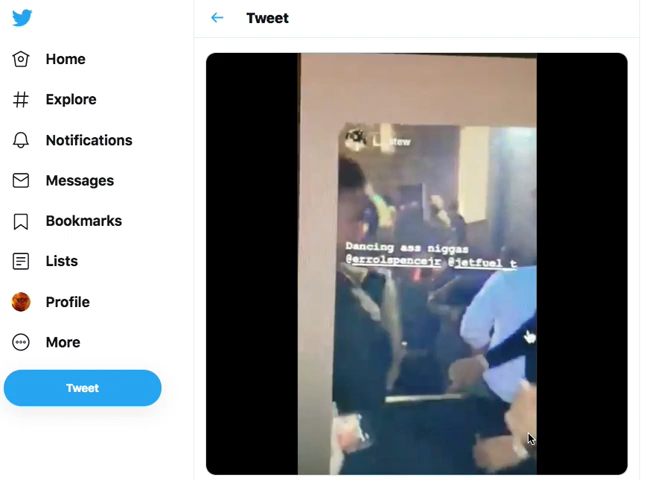 Tweet
Home
Explore
Notifications
Messages
Bookmarks
Lists
Profile
More
Tweet
Dancing ass niggas
@errolspencejr @jetfuel_t